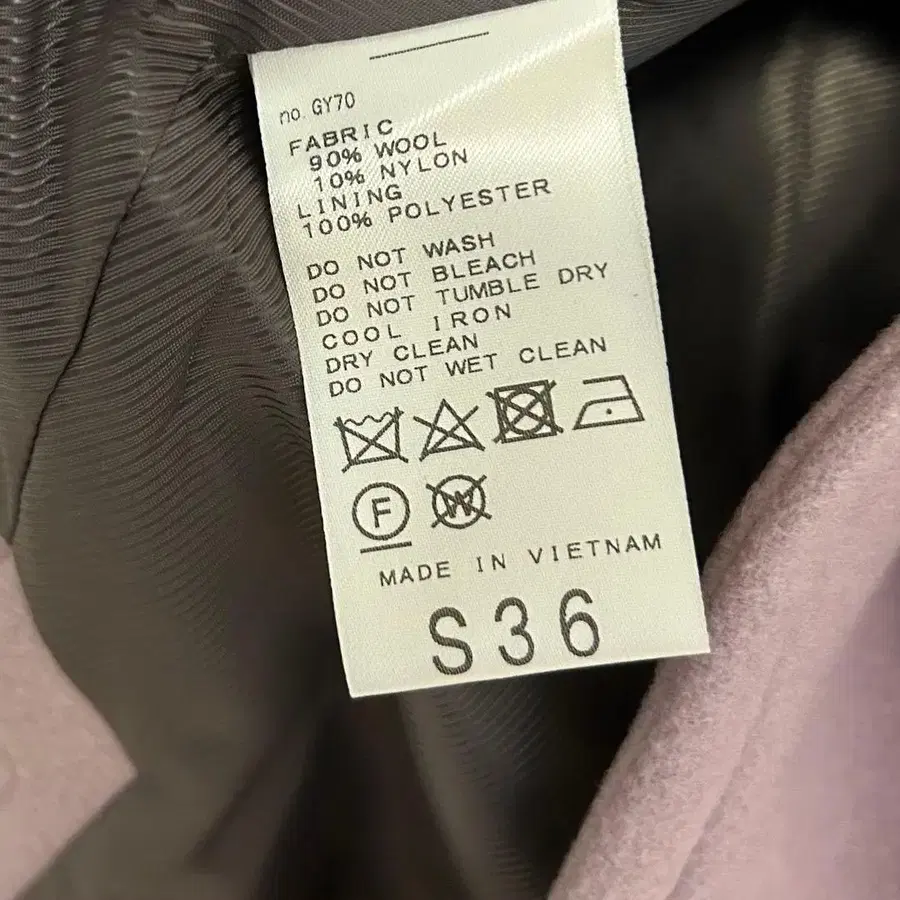 no. GY70
FABRIC
90% WOOL
10% NYLON
LINING
100% POLYESTER
DO NOT WASH
DO NOT BLEACH
DO NOT TUMBLE DRY
COOL IRON
DRY CLEAN
DO NOT WET CLEAN
F W
MADE IN VIETNAM
S36